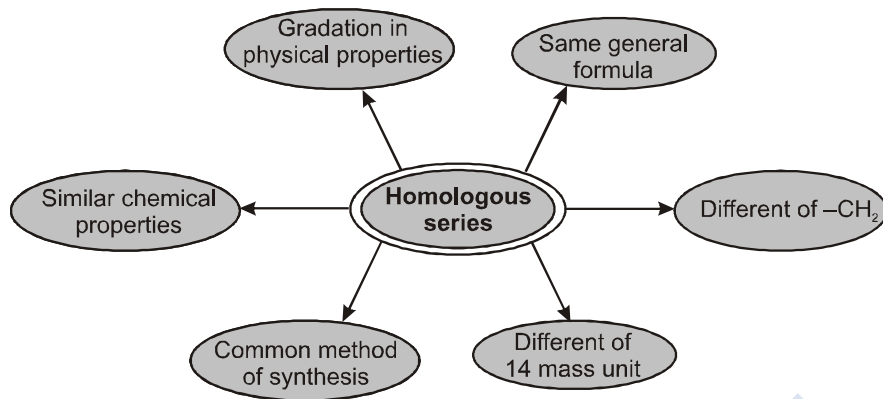 Gradation in
physical properties
Same general
formula
Similar chemical
properties
Homologous
series
Different of –CH₂
Common method
of synthesis
Different of
14 mass unit